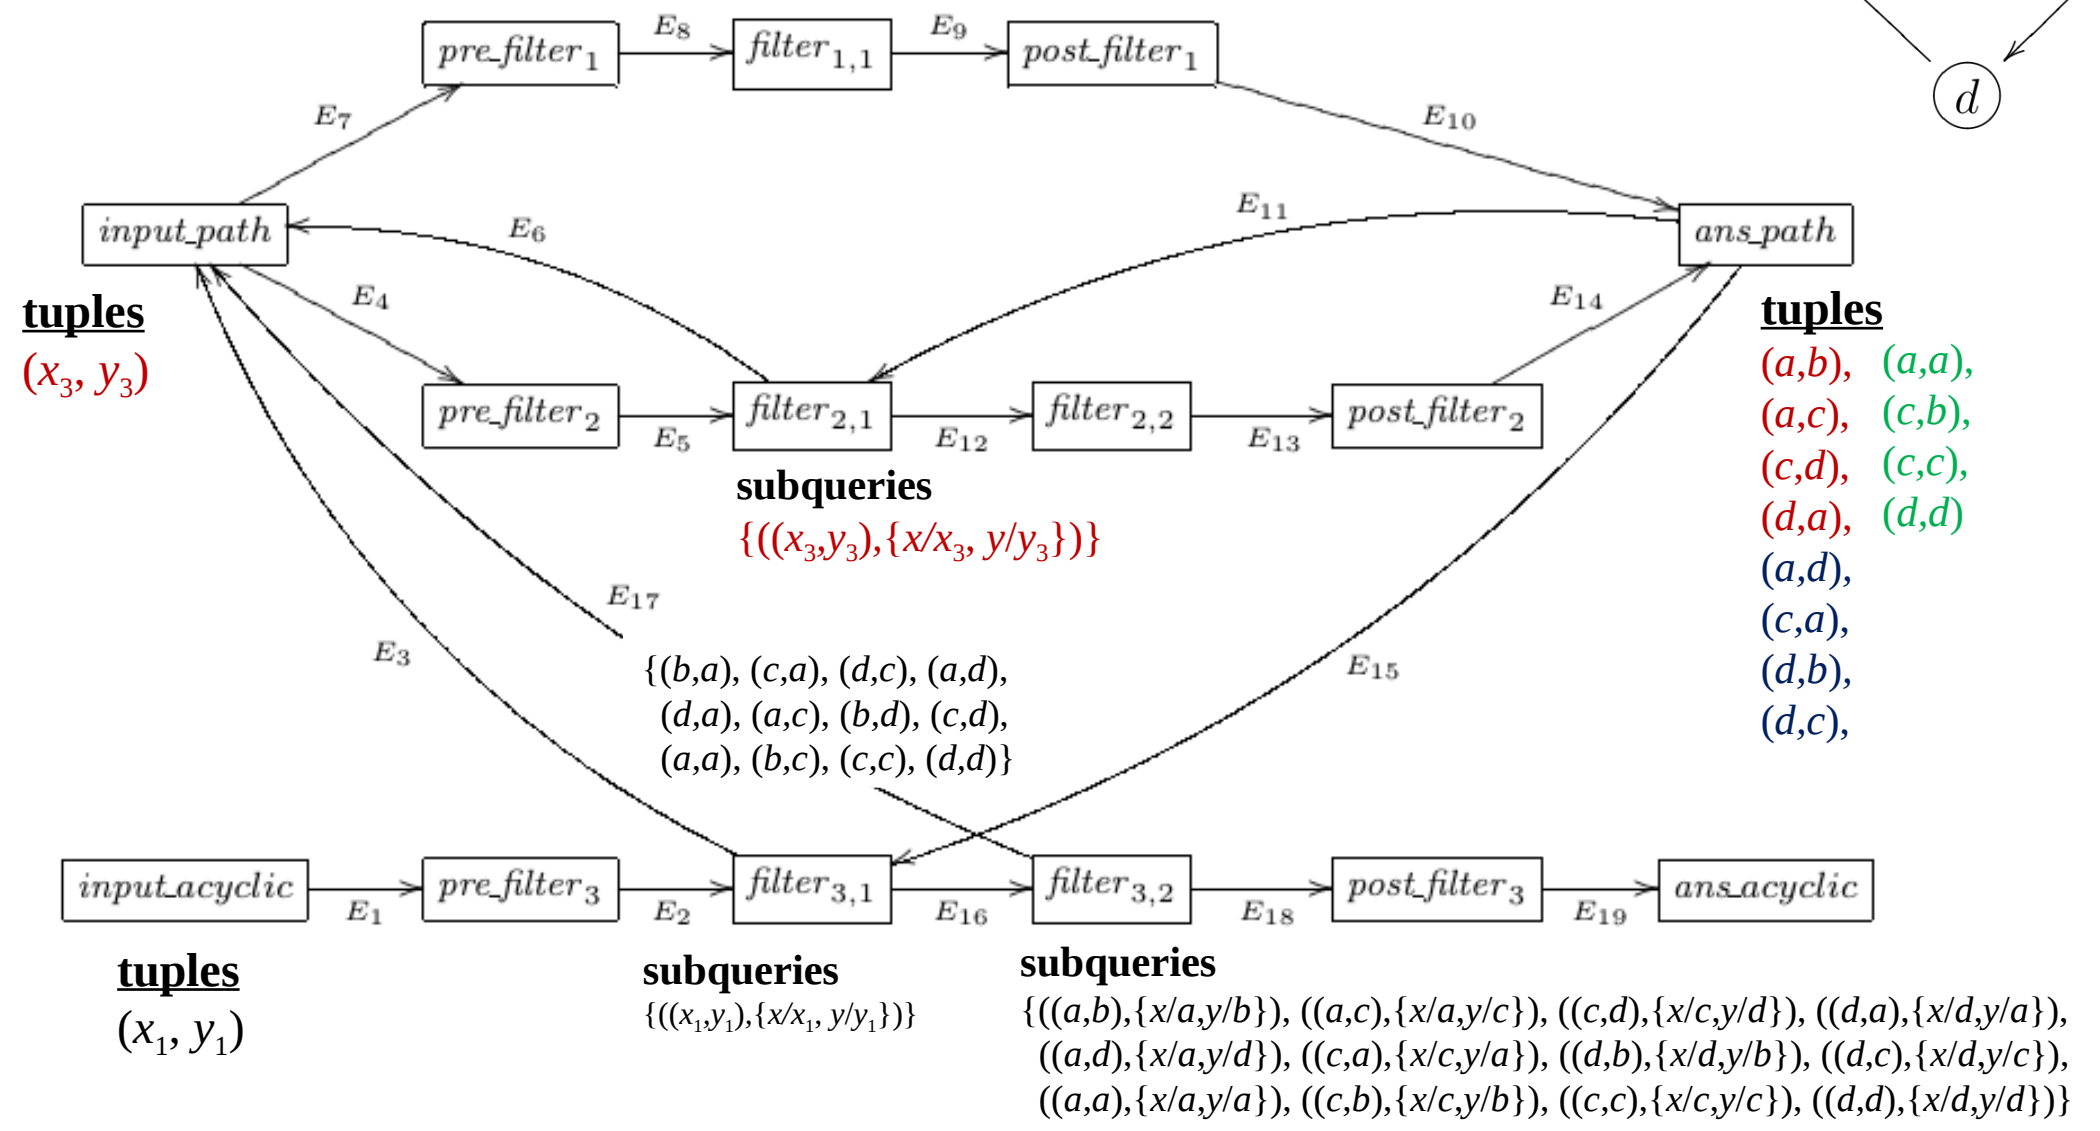 E8 E9
pre_filter1 filter1,1 post_filter1
d
E7 E10
E11
input_path E6 ans_path
tuples E4 E14 tuples
(x3, y3) (a,b), (a,a),
pre_filter2 filter2,1 filter2,2 post_filter2 (a,c), (c,b),
E5 E12 E13
subqueries (c,d), (c,c),
{((x3,y3),{x/x3, y/y3})} (d,a), (d,d)
(a,d),
E17 (c,a),
E3 {(b,a), (c,a), (d,c), (a,d), E15 (d,b),
(d,a), (a,c), (b,d), (c,d), (d,c),
(a,a), (b,c), (c,c), (d,d)}
input_acyclic pre_filter3 filter3,1 filter3,2 post_filter3 ans_acyclic
E1 E2 E16 E18 E19
tuples subqueries subqueries
(x1, y1) {((x1,y1),{x/x1, y/y1})} {((a,b),{x/a,y/b}), ((a,c),{x/a,y/c}), ((c,d),{x/c,y/d}), ((d,a),{x/d,y/a}),
((a,d),{x/a,y/d}), ((c,a),{x/c,y/a}), ((d,b),{x/d,y/b}), ((d,c),{x/d,y/c}),
((a,a),{x/a,y/a}), ((c,b),{x/c,y/b}), ((c,c),{x/c,y/c}), ((d,d),{x/d,y/d})}